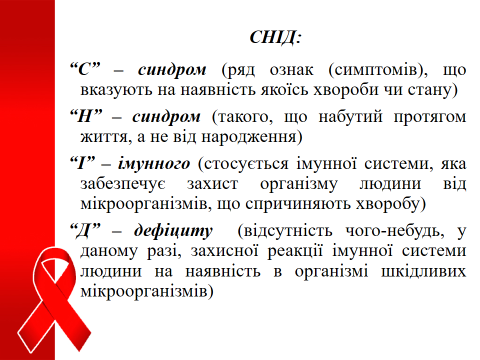 СНІД:
“С” – синдром (ряд ознак (симптомів), що
вказують на наявність якоїсь хвороби чи стану)
“Н” – синдром (такого, що набутий протягом
життя, а не від народження)
“І” – імунного (стосується імунної системи, яка
забезпечує захист організму людини від
мікроорганізмів, що спричиняють хворобу)
“Д” – дефіциту (відсутність чого-небудь, у
даному разі, захисної реакції імунної системи
людини на наявність в організмі шкідливих
мікроорганізмів)